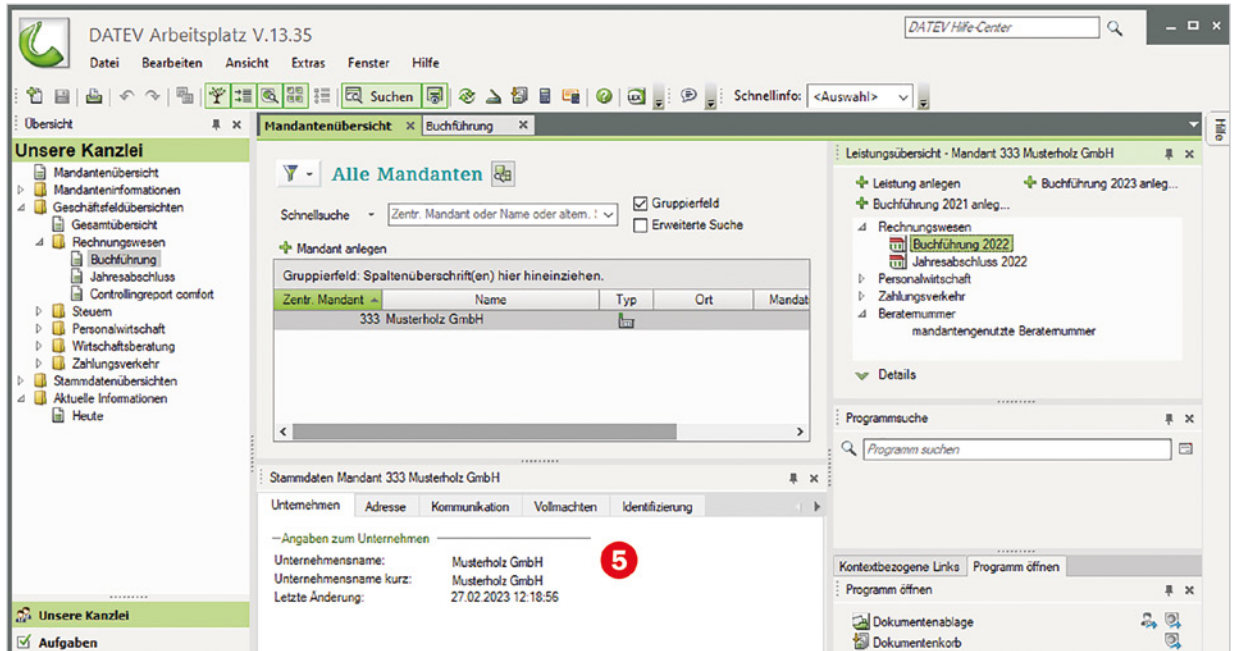 DATEV Arbeitsplatz V.13.35
DATEV Hilfe-Center
Datei Bearbeiten Ansicht Extras Fenster Hilfe
Suchen
Schnellinfo: <Auswahl>
Hilfe
Übersicht
Unsere Kanzlei
Mandantenübersicht
Mandanteninformationen
Geschäftsfeldübersichten
Gesamtübersicht
Rechnungswesen
Buchführung
Jahresabschluss
Controllingreport comfort
Steuern
Personalwirtschaft
Wirtschaftsberatung
Zahlungsverkehr
Stammdatenübersichten
Aktuelle Informationen
Heute
Unsere Kanzlei
Aufgaben
Mandantenübersicht Buchführung
Alle Mandanten
Schnellsuche Zentr. Mandant oder Name oder altern. S
Gruppierfeld
Erweiterte Suche
Mandant anlegen
Gruppierfeld: Spaltenüberschrift(en) hier hineinziehen.
Zentr. Mandant Name Typ Ort Mandat
333 Musterholz GmbH
Stammdaten Mandant 333 Musterholz GmbH
Unternehmen Adresse Kommunikation Vollmachten Identifizierung
Angaben zum Unternehmen
Unternehmensname: Musterholz GmbH
Unternehmensname kurz: Musterholz GmbH
Letzte Änderung: 27.02.2023 12:18:56
5
Leistungsübersicht - Mandant 333 Musterholz GmbH
Leistung anlegen Buchführung 2023 anleg...
Buchführung 2021 anleg...
Rechnungswesen
Buchführung 2022
Jahresabschluss 2022
Personalwirtschaft
Zahlungsverkehr
Beraternummer
mandantengenutzte Beraternummer
Details
Programmsuche
Programm suchen
Kontextbezogene Links Programm öffnen
Programm öffnen
Dokumentenablage
Dokumentenkorb